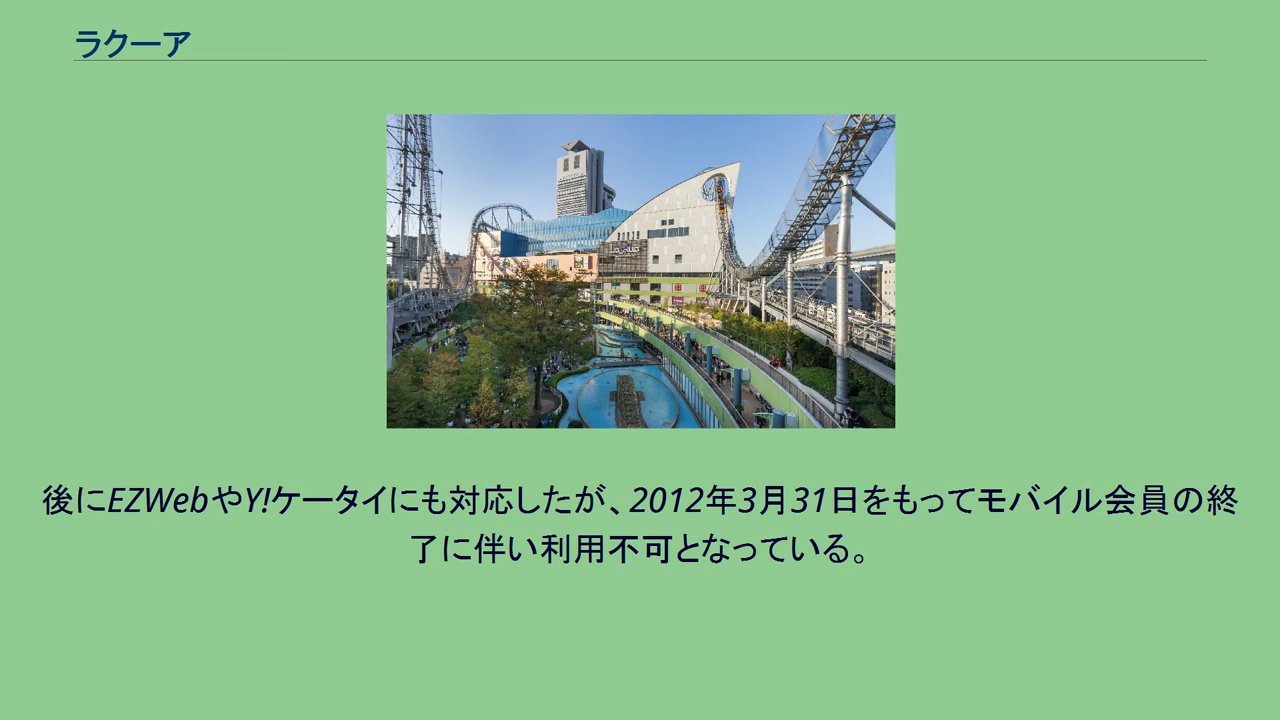 ラクーア
後にEZWebやY!ケータイにも対応したが、2012年3月31日をもってモバイル会員の終
了に伴い利用不可となっている。